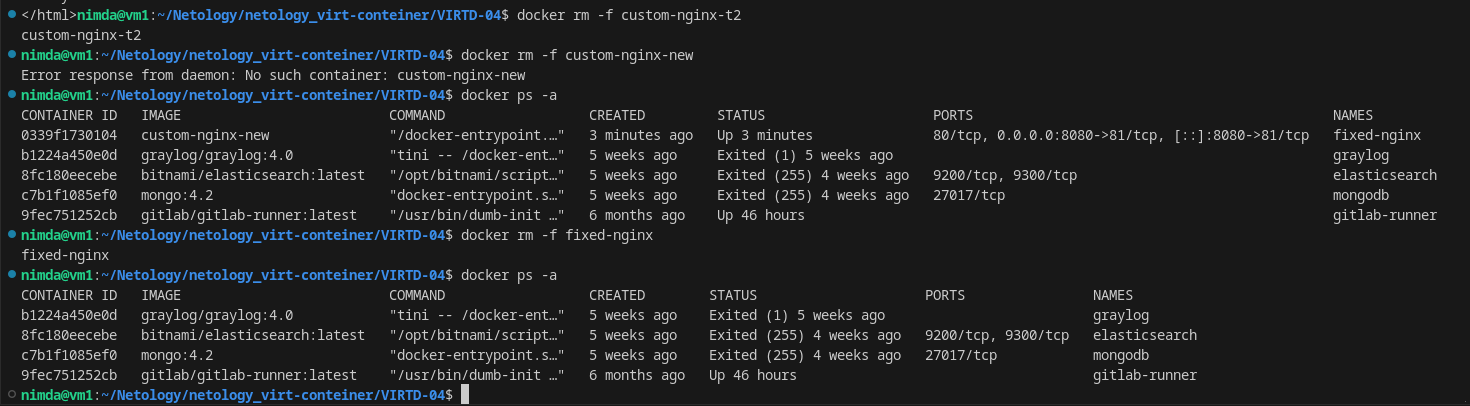 </html>nimda@vm1:~/Netology/netology_virt-conteiner/VIRTD-04$ docker rm -f custom-nginx-t2
custom-nginx-t2
nimda@vm1:~/Netology/netology_virt-conteiner/VIRTD-04$ docker rm -f custom-nginx-new
Error response from daemon: No such container: custom-nginx-new
nimda@vm1:~/Netology/netology_virt-conteiner/VIRTD-04$ docker ps -a
CONTAINER ID   IMAGE                          COMMAND                  CREATED         STATUS                     PORTS                                             NAMES
0339f1730104   custom-nginx-new               "/docker-entrypoint.…"   3 minutes ago   Up 3 minutes               80/tcp, 0.0.0.0:8080->81/tcp, [::]:8080->81/tcp   fixed-nginx
b1224a450e0d   graylog/graylog:4.0            "tini -- /docker-ent…"   5 weeks ago     Exited (1) 5 weeks ago                                                       graylog
8fc180eecebe   bitnami/elasticsearch:latest   "/opt/bitnami/script…"   5 weeks ago     Exited (255) 4 weeks ago   9200/tcp, 9300/tcp                                elasticsearch
c7b1f1085ef0   mongo:4.2                      "docker-entrypoint.s…"   5 weeks ago     Exited (255) 4 weeks ago   27017/tcp                                         mongodb
9fec751252cb   gitlab/gitlab-runner:latest    "/usr/bin/dumb-init …"   6 months ago    Up 46 hours                                                                  gitlab-runner
nimda@vm1:~/Netology/netology_virt-conteiner/VIRTD-04$ docker rm -f fixed-nginx
fixed-nginx
nimda@vm1:~/Netology/netology_virt-conteiner/VIRTD-04$ docker ps -a
CONTAINER ID   IMAGE                          COMMAND                  CREATED        STATUS                     PORTS                NAMES
b1224a450e0d   graylog/graylog:4.0            "tini -- /docker-ent…"   5 weeks ago    Exited (1) 5 weeks ago                          graylog
8fc180eecebe   bitnami/elasticsearch:latest   "/opt/bitnami/script…"   5 weeks ago    Exited (255) 4 weeks ago   9200/tcp, 9300/tcp   elasticsearch
c7b1f1085ef0   mongo:4.2                      "docker-entrypoint.s…"   5 weeks ago    Exited (255) 4 weeks ago   27017/tcp            mongodb
9fec751252cb   gitlab/gitlab-runner:latest    "/usr/bin/dumb-init …"   6 months ago   Up 46 hours                                     gitlab-runner
nimda@vm1:~/Netology/netology_virt-conteiner/VIRTD-04$